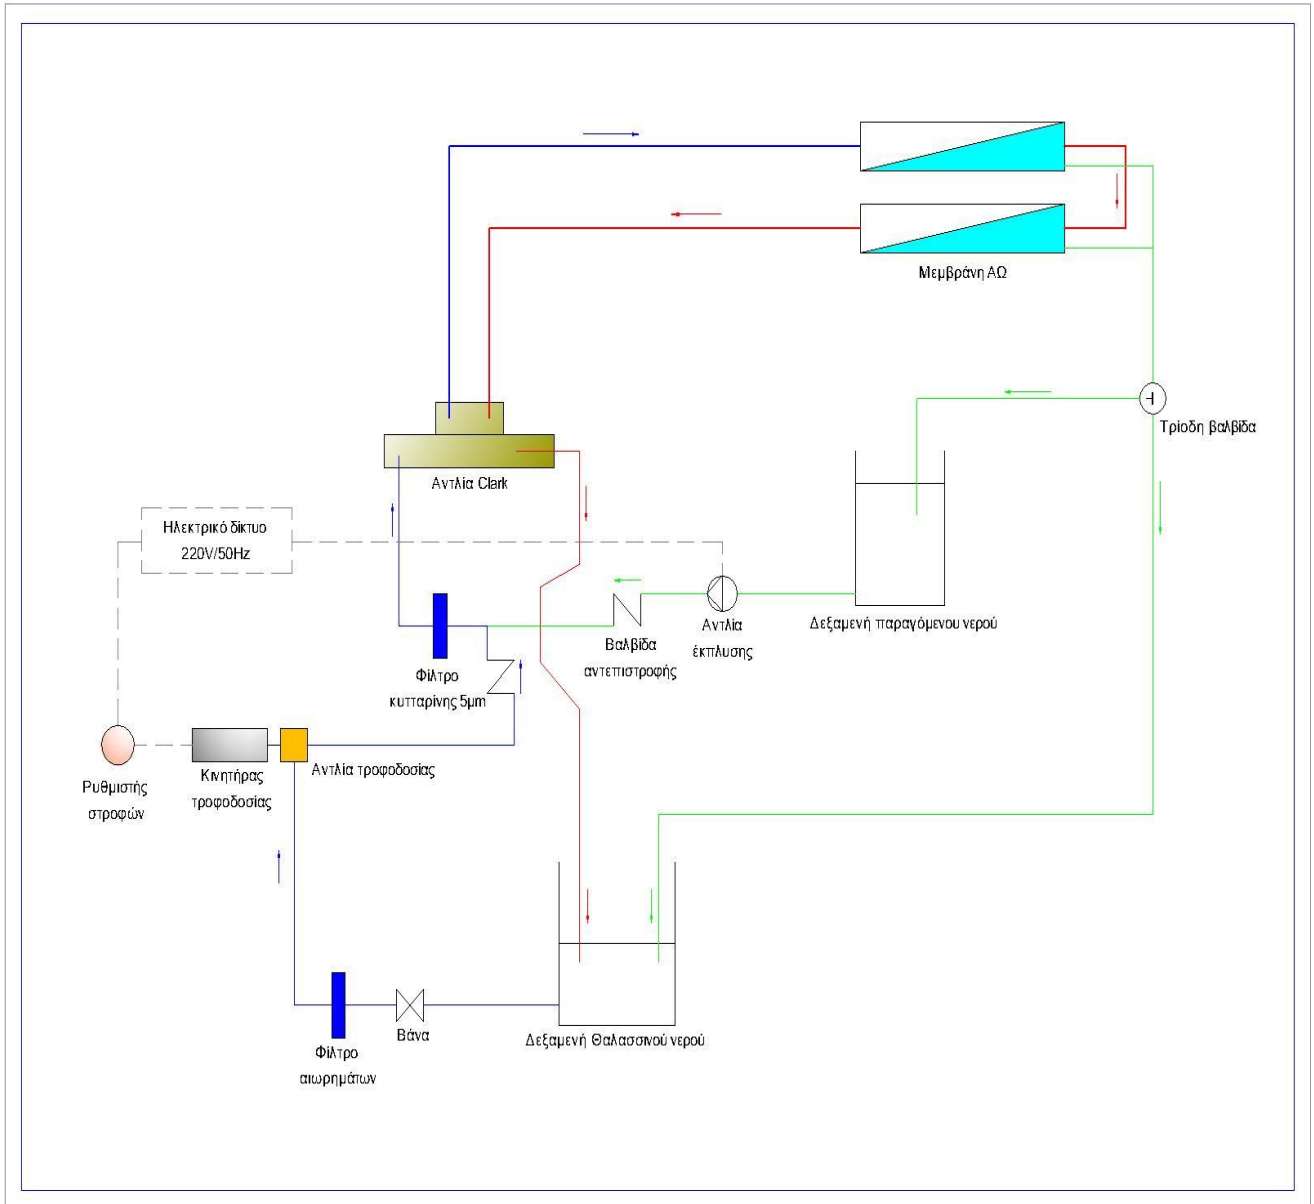 Μεμβράνη ΑΩ
Τρίοδη βαλβίδα
Αντλία Clark
Ηλεκτρικό δίκτυο
220V/50Hz
Δεξαμενή παραγόμενου νερού
Αντλία
έκπλυσης
Βαλβίδα
αντεπιστροφής
Φίλτρο
κυτταρίνης 5μm
Αντλία τροφοδοσίας
Κινητήρας
τροφοδοσίας
Ρυθμιστής
στροφών
Δεξαμενή Θαλασσινού νερού
Βάνα
Φίλτρο
αιωρημάτων